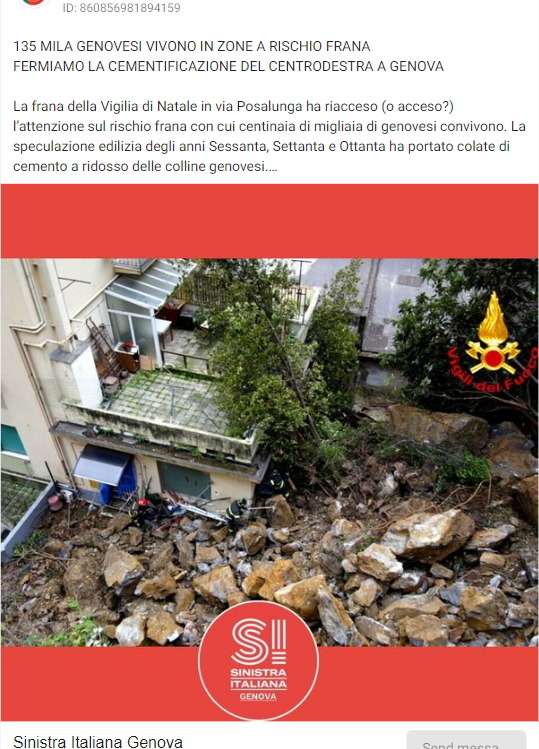 ID: 860856981894159
135 MILA GENOVESI VIVONO IN ZONE A RISCHIO FRANA
FERMIAMO LA CEMENTIFICAZIONE DEL CENTRODESTRA A GENOVA
La frana della Vigilia di Natale in via Posalunga ha riacceso (o acceso?)
l'attenzione sul rischio frana con cui centinaia di migliaia di genovesi convivono. La
speculazione edilizia degli anni Sessanta, Settanta e Ottanta ha portato colate di
cemento a ridosso delle colline genovesi....
Vigili del Fuoco
SI
SINISTRA
ITALIANA
GENOVA
Sinistra Italiana Genova
Send messa...